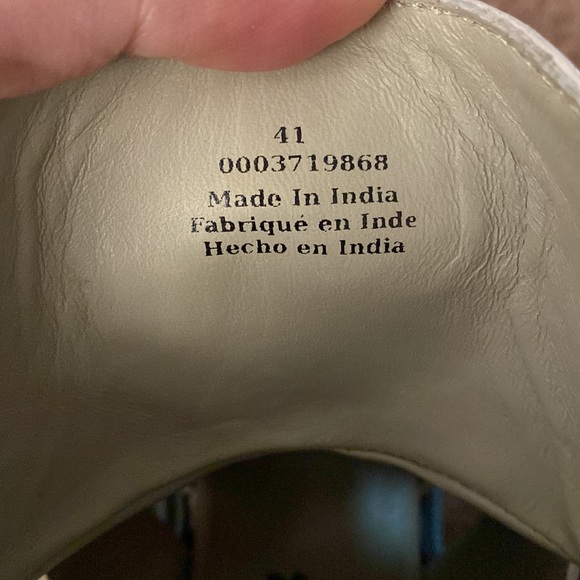 41
0003719868
Made In India
Fabriqué en Inde
Hecho en India